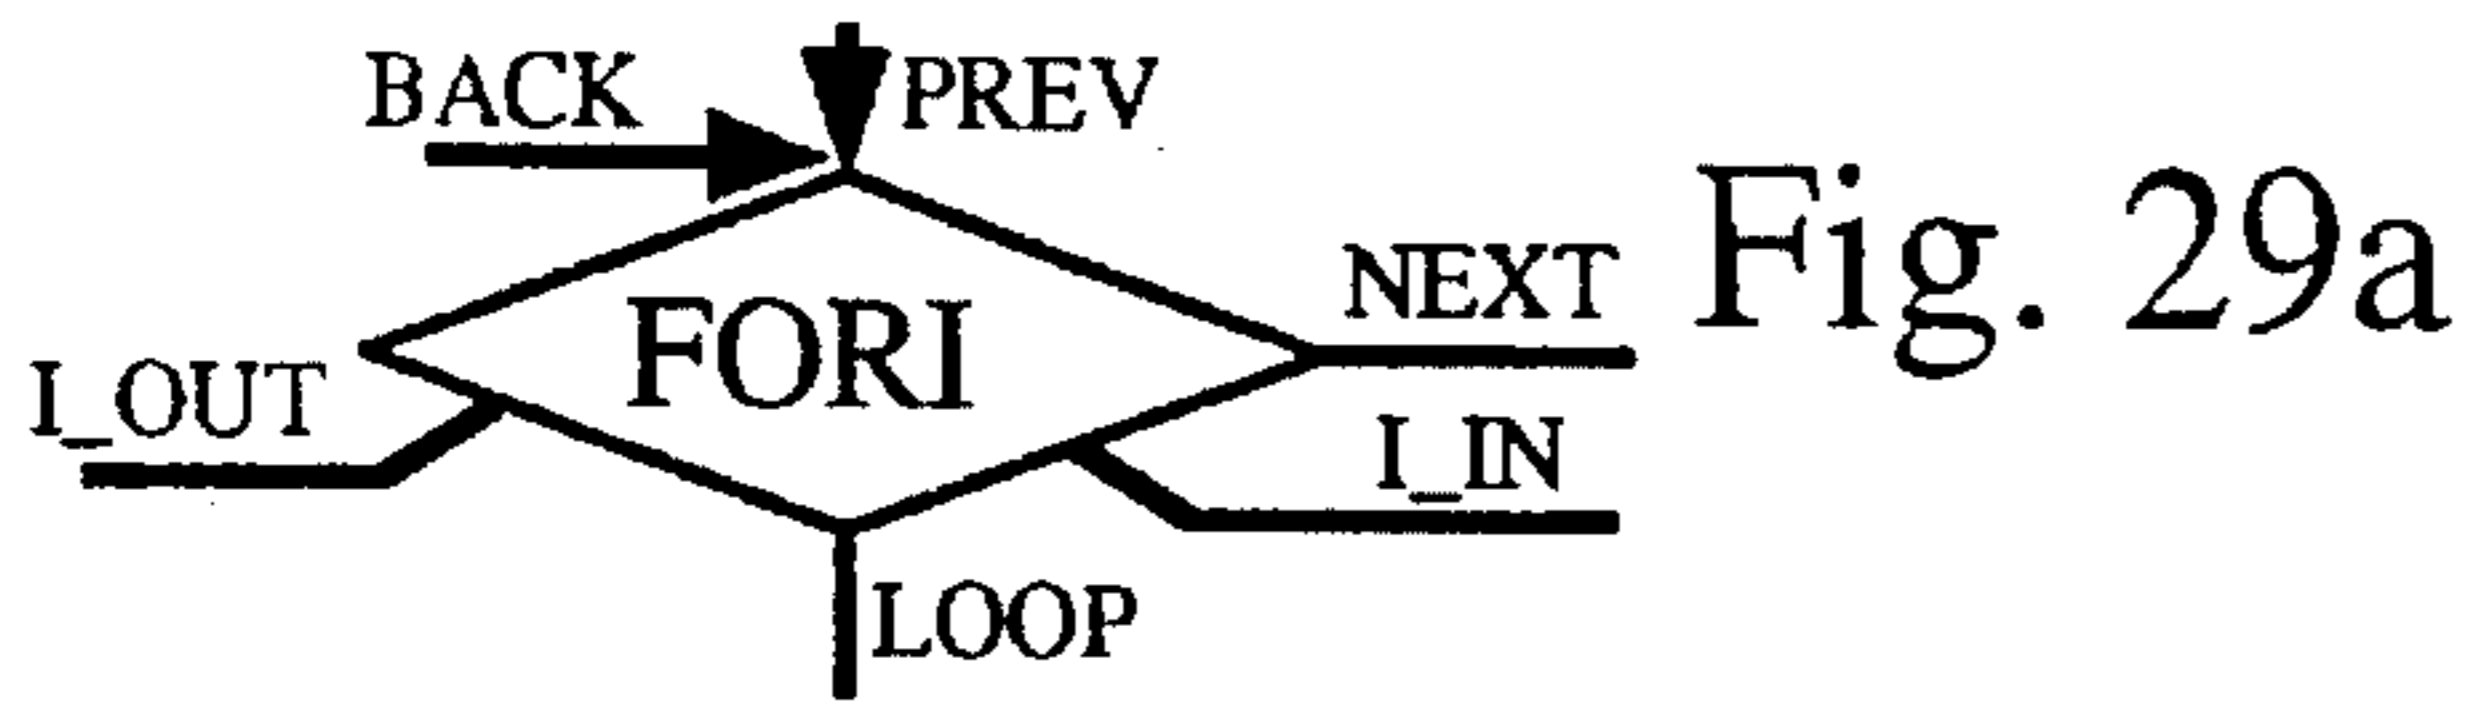 BACK
PREV
NEXT
Fig. 29a
FORI
I_OUT
I_IN
LOOP